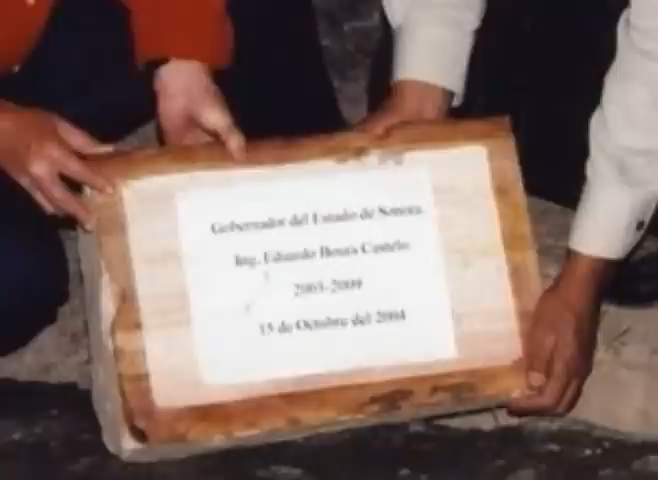 Gobernador del Estado de Sonora
Ing. Eduardo Bours Castelo
2003-2009
15 de Octubre del 2004